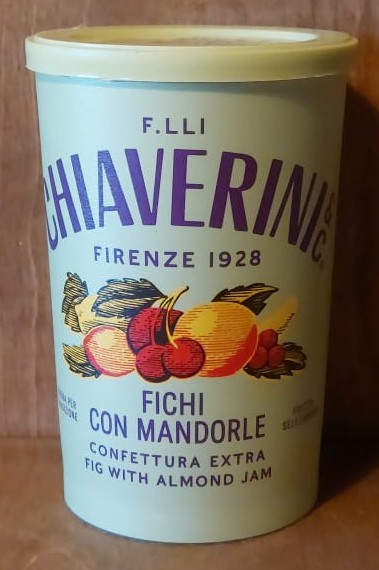 F.LLI
CHIAVERINI & C.
FIRENZE 1928
FICHI
CON MANDORLE
CONFETTURA EXTRA
FIG WITH ALMOND JAM